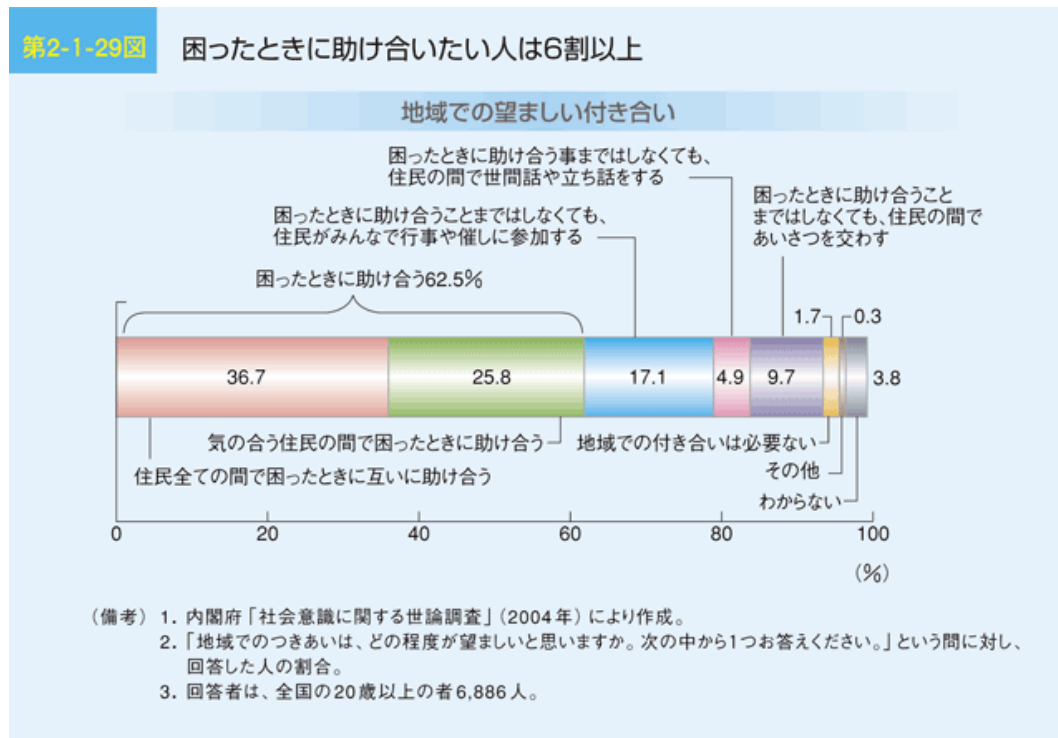 第2-1-29図
困ったときに助け合いたい人は6割以上
地域での望ましい付き合い
困ったときに助け合う事まではしなくても、
住民の間で世間話や立ち話をする
困ったときに助け合うこと
まではしなくても、住民の間で
あいさつを交わす
困ったときに助け合うことまではしなくても、
住民がみんなで行事や催しに参加する
困ったときに助け合う62.5%
1.7
0.3
36.7
25.8
17.1
4.9
9.7
3.8
気の合う住民の間で困ったときに助け合う
地域での付き合いは必要ない
住民全ての間で困ったときに互いに助け合う
その他
わからない
0
20
40
60
80
100
(%)
(備考) 1. 内閣府「社会意識に関する世論調査」(2004年) により作成。
2.「地域でのつきあいは、どの程度が望ましいと思いますか。次の中から1つお答えください。」という問に対し、
回答した人の割合。
3. 回答者は、全国の20歳以上の者6,886人。